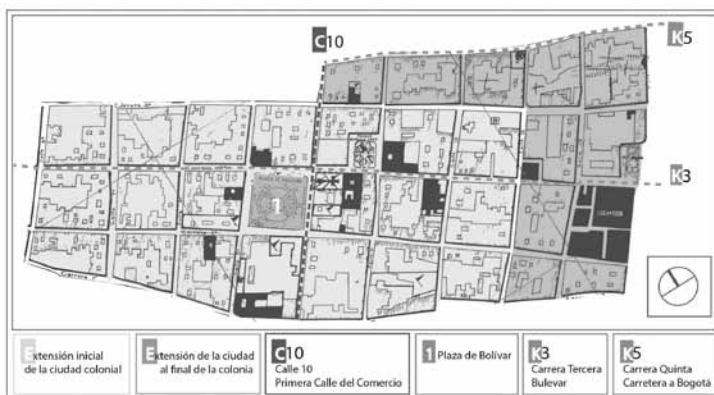 C10
K5
K3
1
Extensión inicial
de la ciudad colonial
Extensión de la ciudad
al final de la colonia
C10
Calle 10
Primera Calle del Comercio
1 Plaza de Bolívar
K3
Carrera Tercera
Bulevar
K5
Carrera Quinta
Carretera a Bogotá